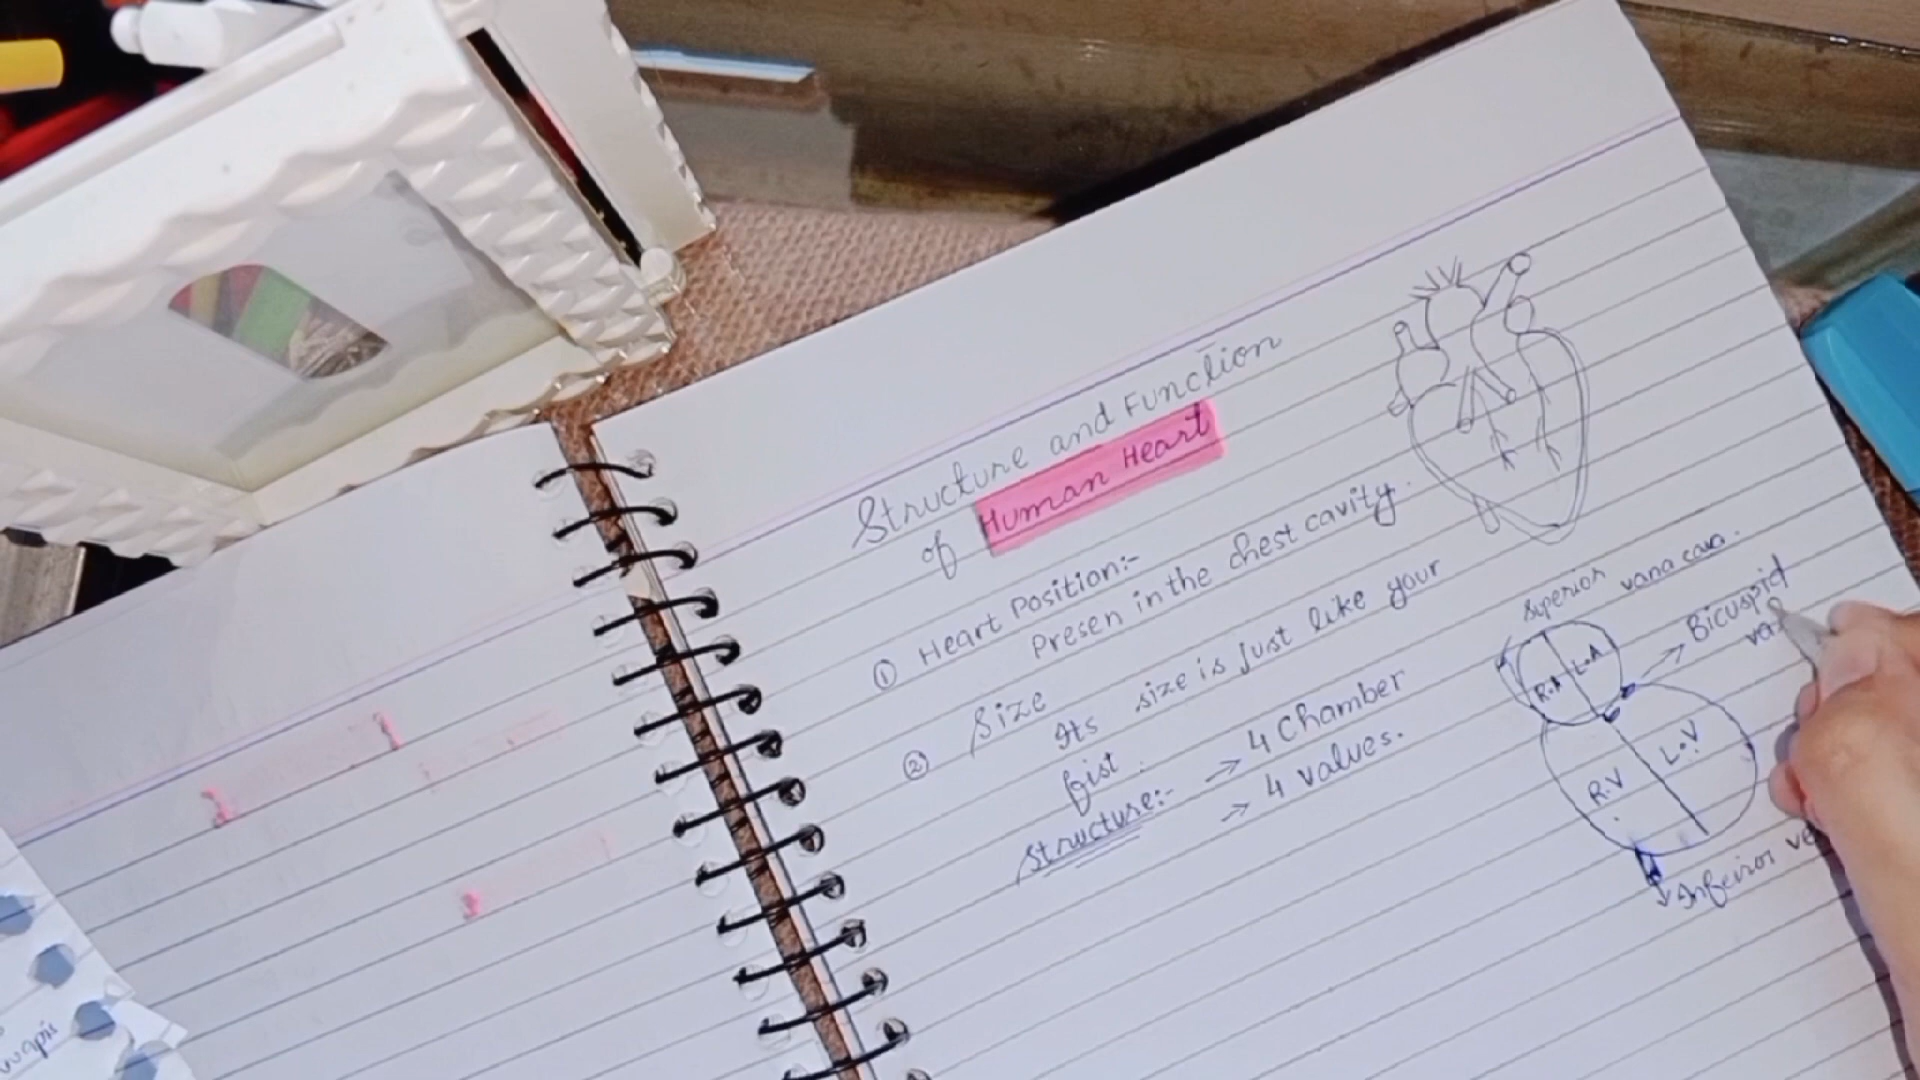 Structure and Function
of Human Heart
① Heart Position:-
Presen in the chest cavity.
② Size
Its size is just like your
fist.
Structure:- → 4 Chamber
→ 4 values.
Superior vana cava.
Bicuspid
R.A L.A
R.V L.V
Inferior